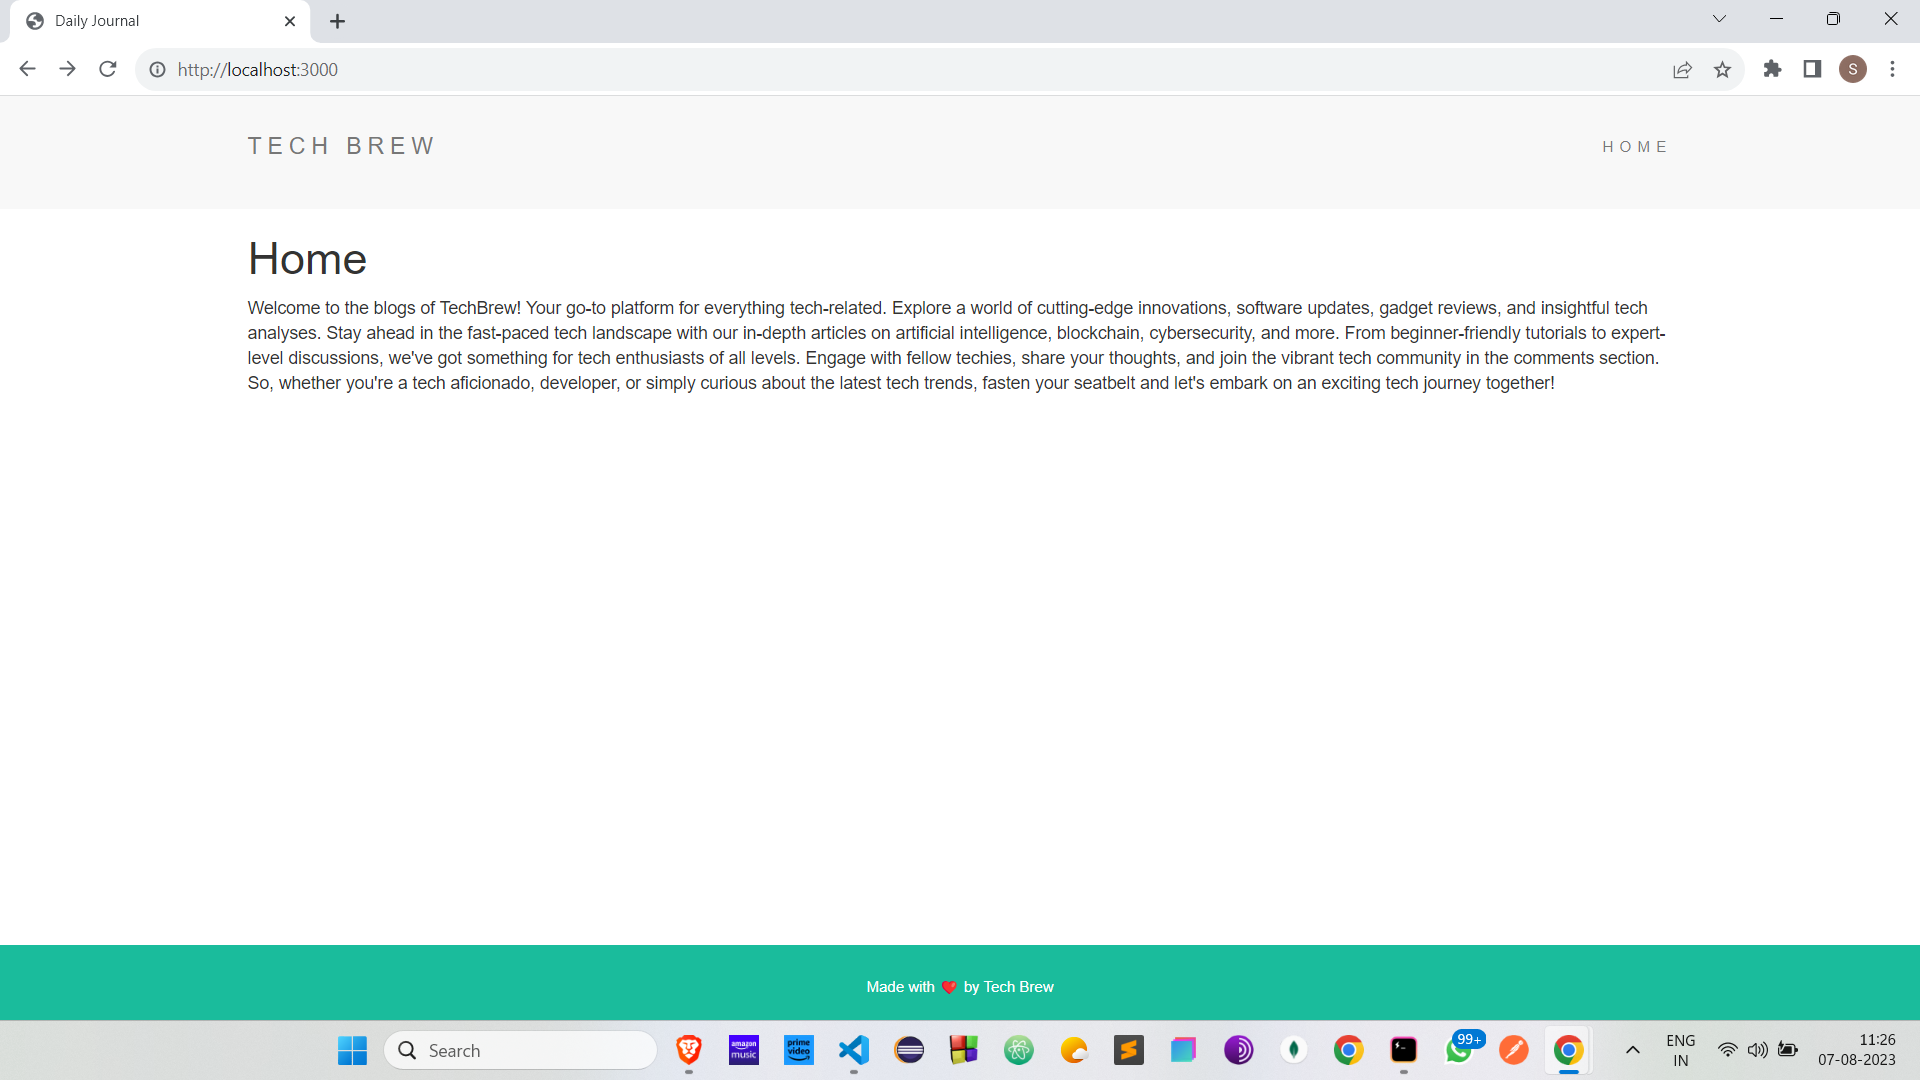 Daily Journal
http://localhost:3000
S
TECH BREW
HOME
Home
Welcome to the blogs of TechBrew! Your go-to platform for everything tech-related. Explore a world of cutting-edge innovations, software updates, gadget reviews, and insightful tech
analyses. Stay ahead in the fast-paced tech landscape with our in-depth articles on artificial intelligence, blockchain, cybersecurity, and more. From beginner-friendly tutorials to expert-
level discussions, we've got something for tech enthusiasts of all levels. Engage with fellow techies, share your thoughts, and join the vibrant tech community in the comments section.
So, whether you're a tech aficionado, developer, or simply curious about the latest tech trends, fasten your seatbelt and let's embark on an exciting tech journey together!
Made with ❤️ by Tech Brew
Search
amazon
music
prime
video
99+
ENG
IN
11:26
07-08-2023